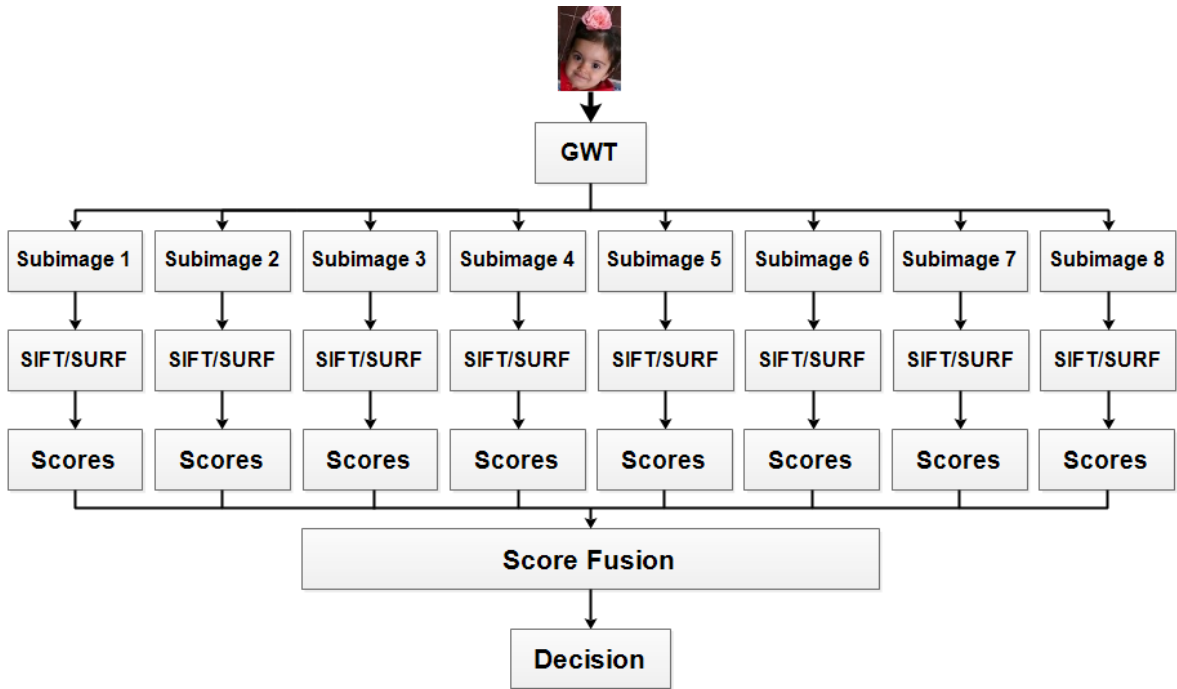 GWT
Subimage 1 Subimage 2 Subimage 3 Subimage 4 Subimage 5 Subimage 6 Subimage 7 Subimage 8
SIFT/SURF SIFT/SURF SIFT/SURF SIFT/SURF SIFT/SURF SIFT/SURF SIFT/SURF SIFT/SURF
Scores Scores Scores Scores Scores Scores Scores Scores
Score Fusion
Decision